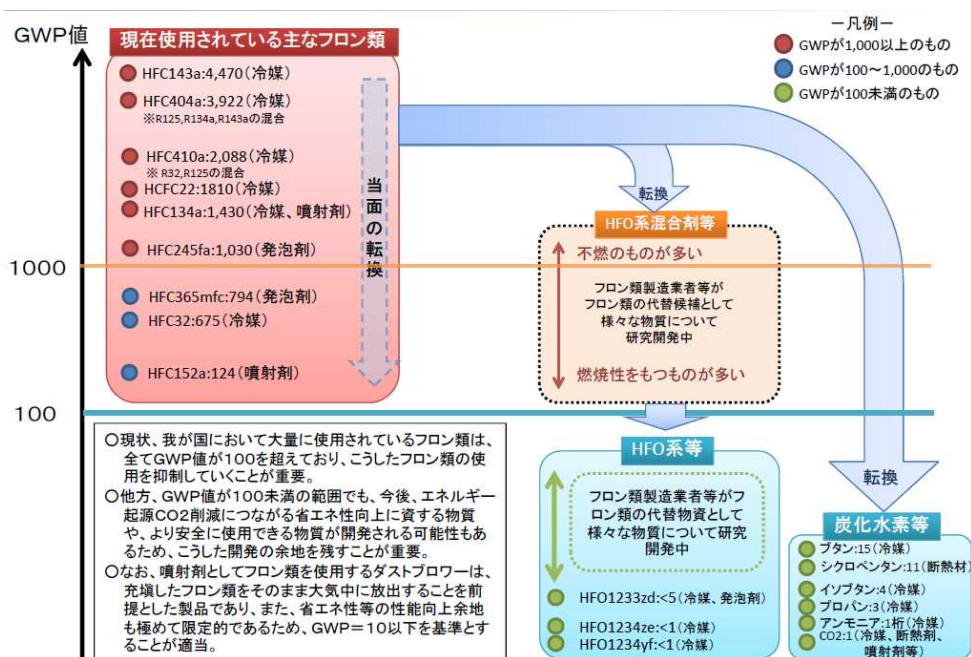 GWP値
現在使用されている主なフロン類
HFC143a:4,470(冷媒)
HFC404a:3,922(冷媒)
※R125,R134a,R143aの混合
HFC410a:2,088(冷媒)
※ R32,R125の混合
HCFC22:1810(冷媒)
HFC134a:1,430(冷媒、噴射剤)
HFC245fa:1,030(発泡剤)
HFC365mfc:794(発泡剤)
HFC32:675(冷媒)
HFC152a:124(噴射剤)
当面の転換
1000
100
－凡例－
GWPが1,000以上のもの
GWPが100～1,000のもの
GWPが100未満のもの
転換
HFO系混合剤等
不燃のものが多い
フロン類製造業者等が
フロン類の代替候補として
様々な物質について
研究開発中
燃焼性をもつものが多い
○現状、我が国において大量に使用されているフロン類は、
全てGWP値が100を超えており、こうしたフロン類の使
用を抑制していくことが重要。
○他方、GWP値が100未満の範囲でも、今後、エネルギー
起源CO2削減につながる省エネ性向上に資する物質
や、より安全に使用できる物質が開発される可能性もあ
るため、こうした開発の余地を残すことが重要。
○なお、噴射剤としてフロン類を使用するダストブロワーは、
充填したフロン類をそのまま大気中に放出することを前
提とした製品であり、また、省エネ性等の性能向上余地
も極めて限定的であるため、GWP＝10以下を基準とす
ることが適当。
HFO系等
フロン類製造業者等がフ
ロン類の代替物資として
様々な物質について研究
開発中
HFO1233zd:<5(冷媒、発泡剤)
HFO1234ze:<1(冷媒)
HFO1234yf:<1(冷媒)
転換
炭化水素等
ブタン:15(冷媒)
シクロペンタン:11(断熱材)
イソブタン:4(冷媒)
プロパン:3(冷媒)
アンモニア:1桁(冷媒)
CO2:1(冷媒、断熱剤、
噴射剤等)